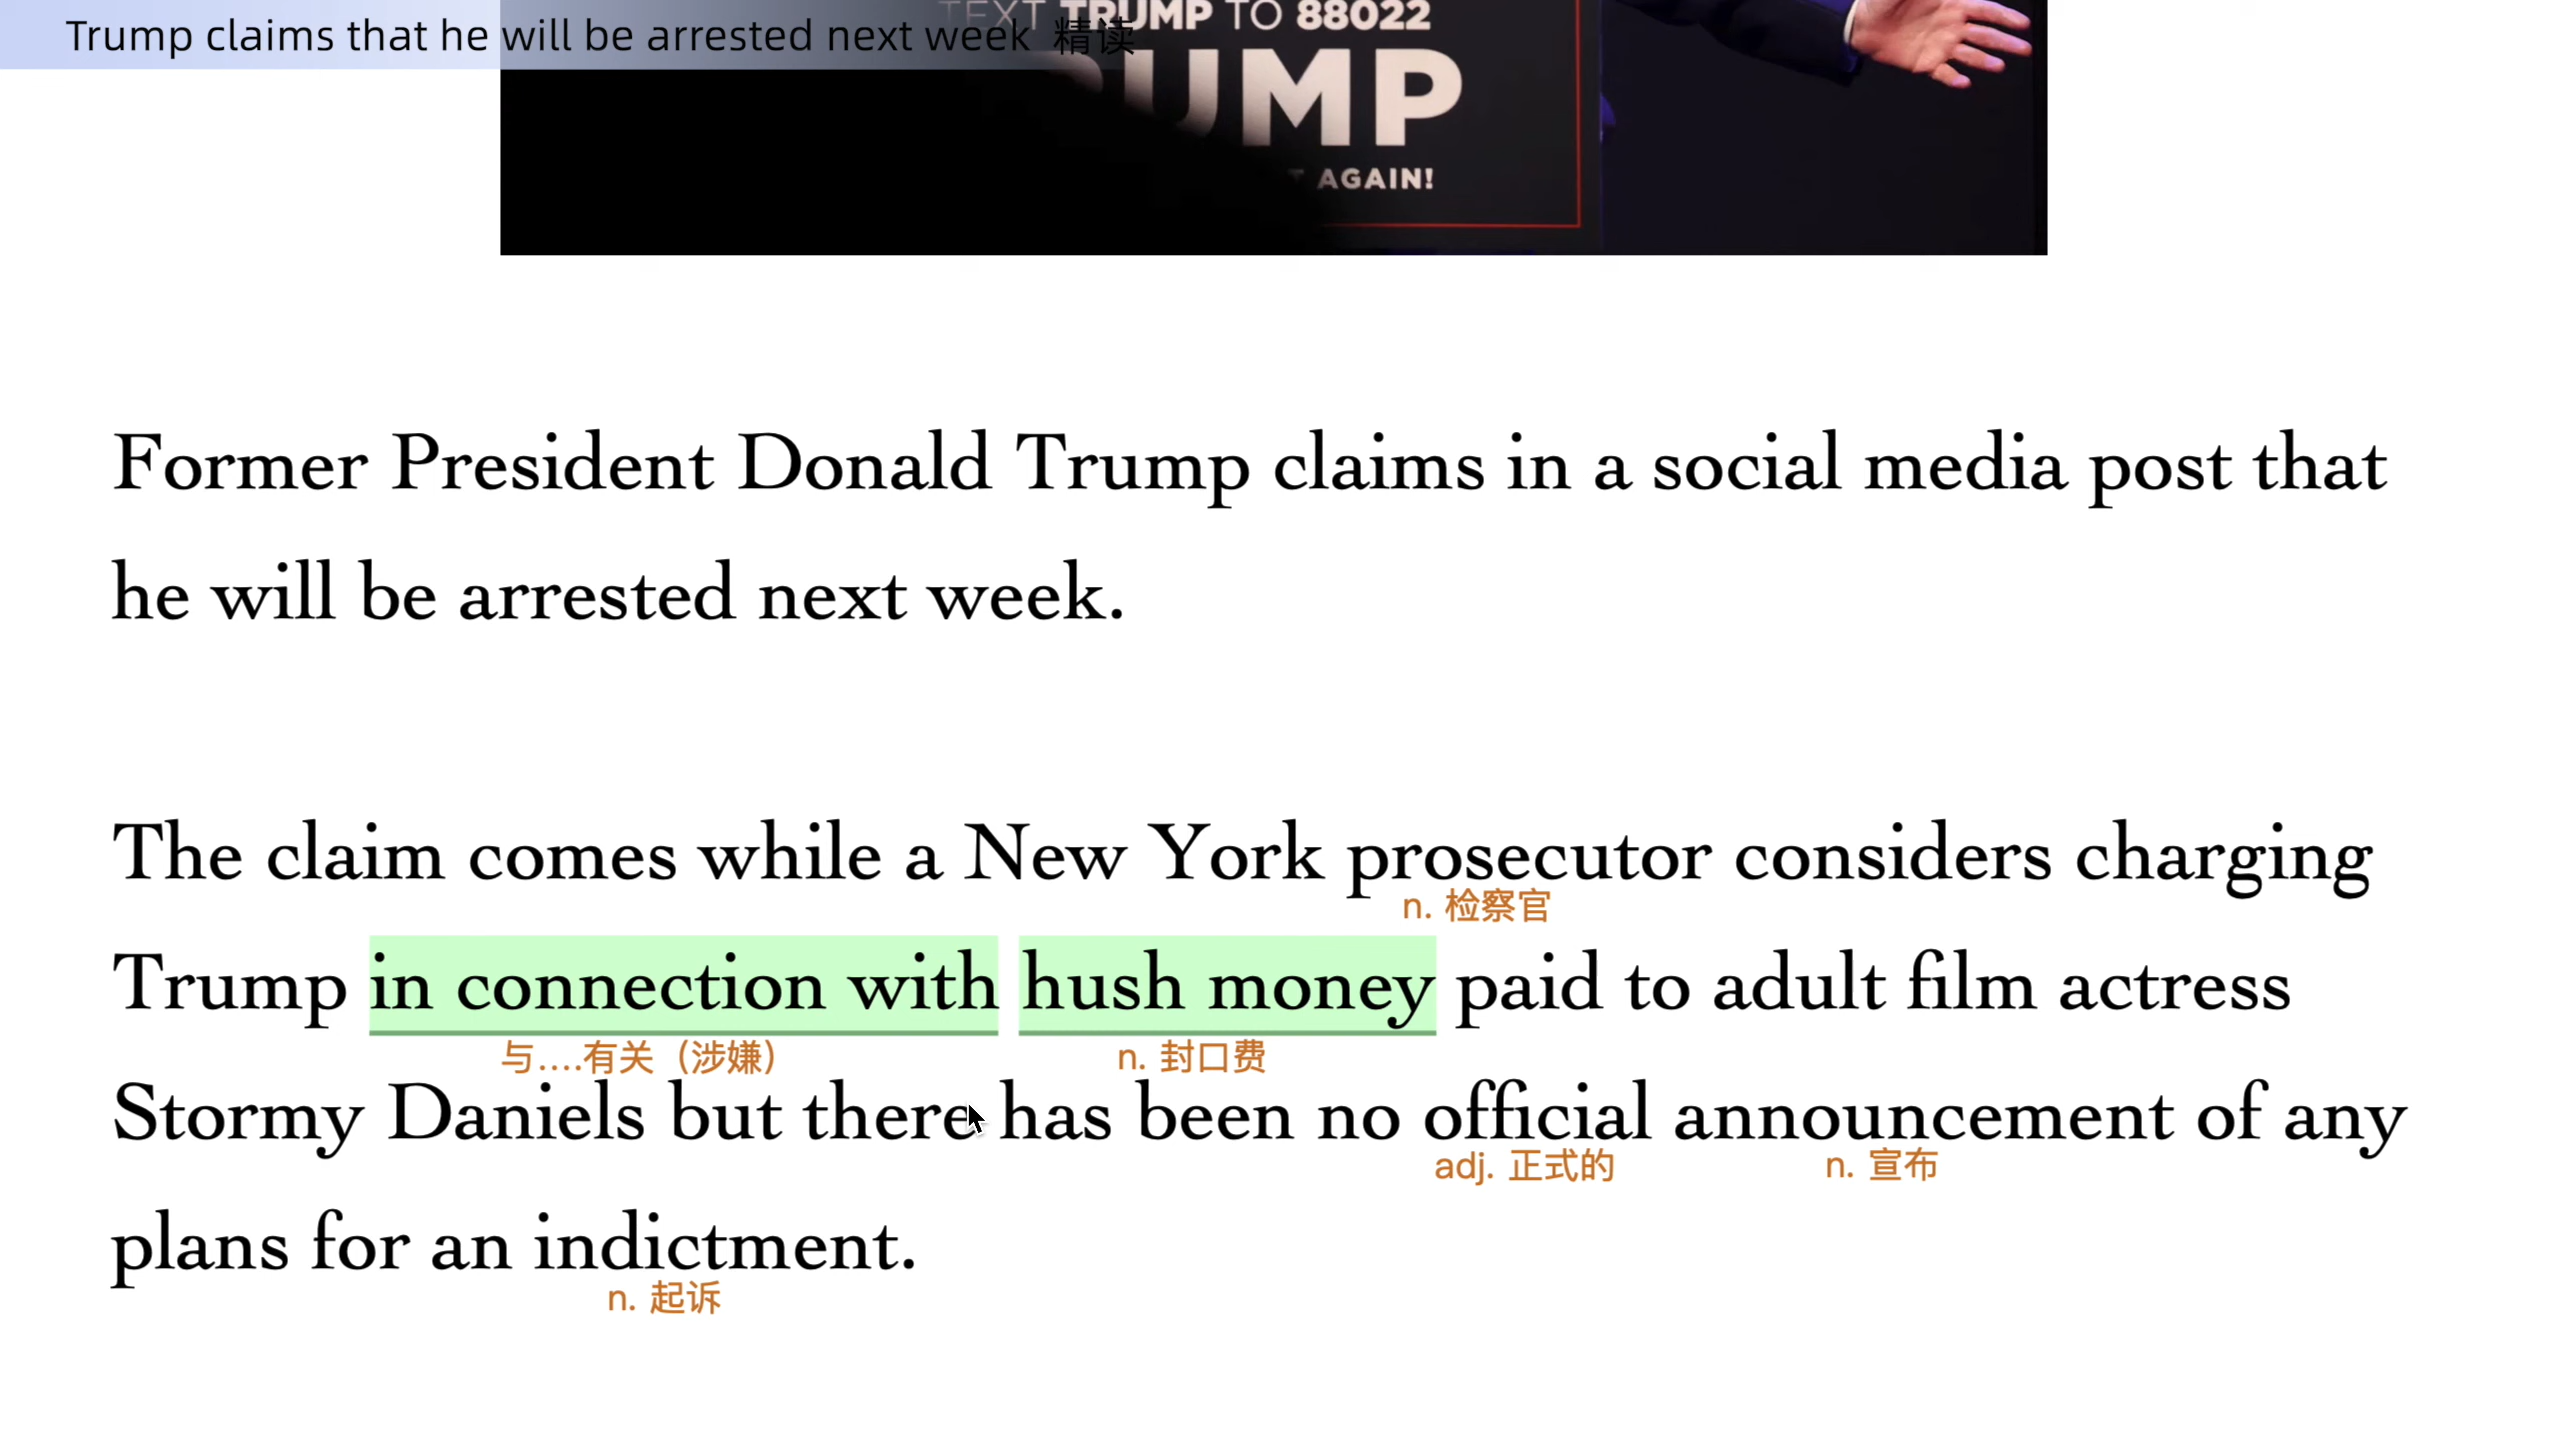 TEXT TRUMP TO 88022
Trump claims that he will be arrested next week 精读
UMP
AGAIN!
Former President Donald Trump claims in a social media post that
he will be arrested next week.
The claim comes while a New York prosecutor considers charging
n. 检察官
Trump in connection with hush money paid to adult film actress
与....有关（涉嫌） n. 封口费
Stormy Daniels but there has been no official announcement of any
adj. 正式的 n. 宣布
plans for an indictment.
n. 起诉